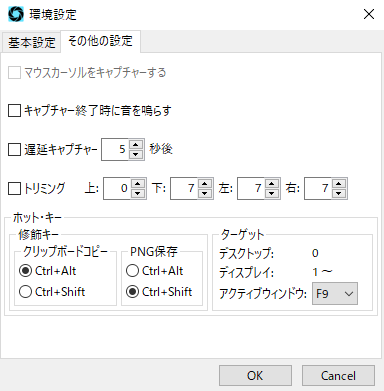 環境設定
基本設定 その他の設定
マウスカーソルをキャプチャーする
キャプチャー終了時に音を鳴らす
遅延キャプチャー 5 秒後
トリミング 上: 0 下: 7 左: 7 右: 7
ホット・キー
修飾キー ターゲット
クリップボードコピー PNG保存
デスクトップ: 0
Ctrl+Alt Ctrl+Alt ディスプレイ: 1～
Ctrl+Shift Ctrl+Shift アクティブウィンドウ: F9
OK Cancel